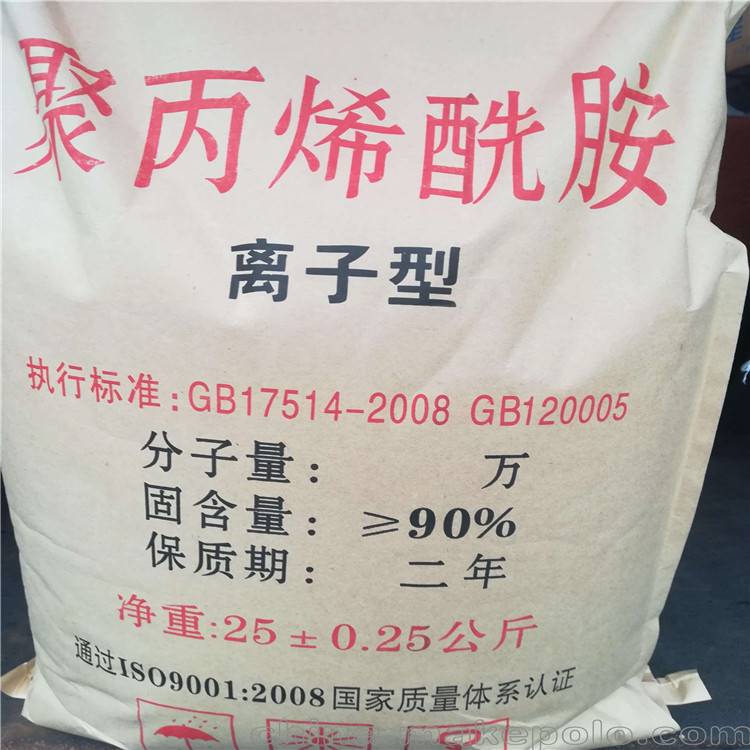 聚丙烯酰胺
离子型
执行标准:GB17514-2008 GB120005
分子量: 万
固含量: ≥90%
保质期: 二年
净重:25±0.25公斤
通过ISO9001:2008国家质量体系认证
china.makepolo.com